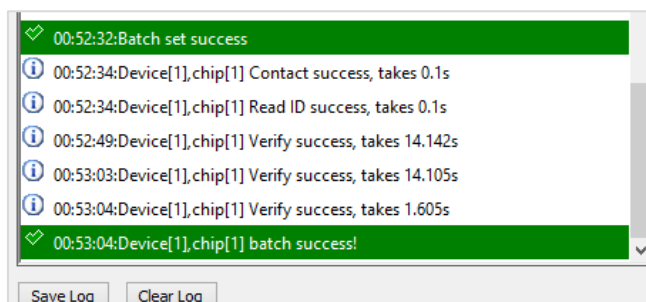 00:52:32:Batch set success
00:52:34:Device[1],chip[1] Contact success, takes 0.1s
00:52:34:Device[1],chip[1] Read ID success, takes 0.1s
00:52:49:Device[1],chip[1] Verify success, takes 14.142s
00:53:03:Device[1],chip[1] Verify success, takes 14.105s
00:53:04:Device[1],chip[1] Verify success, takes 1.605s
00:53:04:Device[1],chip[1] batch success!
Save Log Clear Log